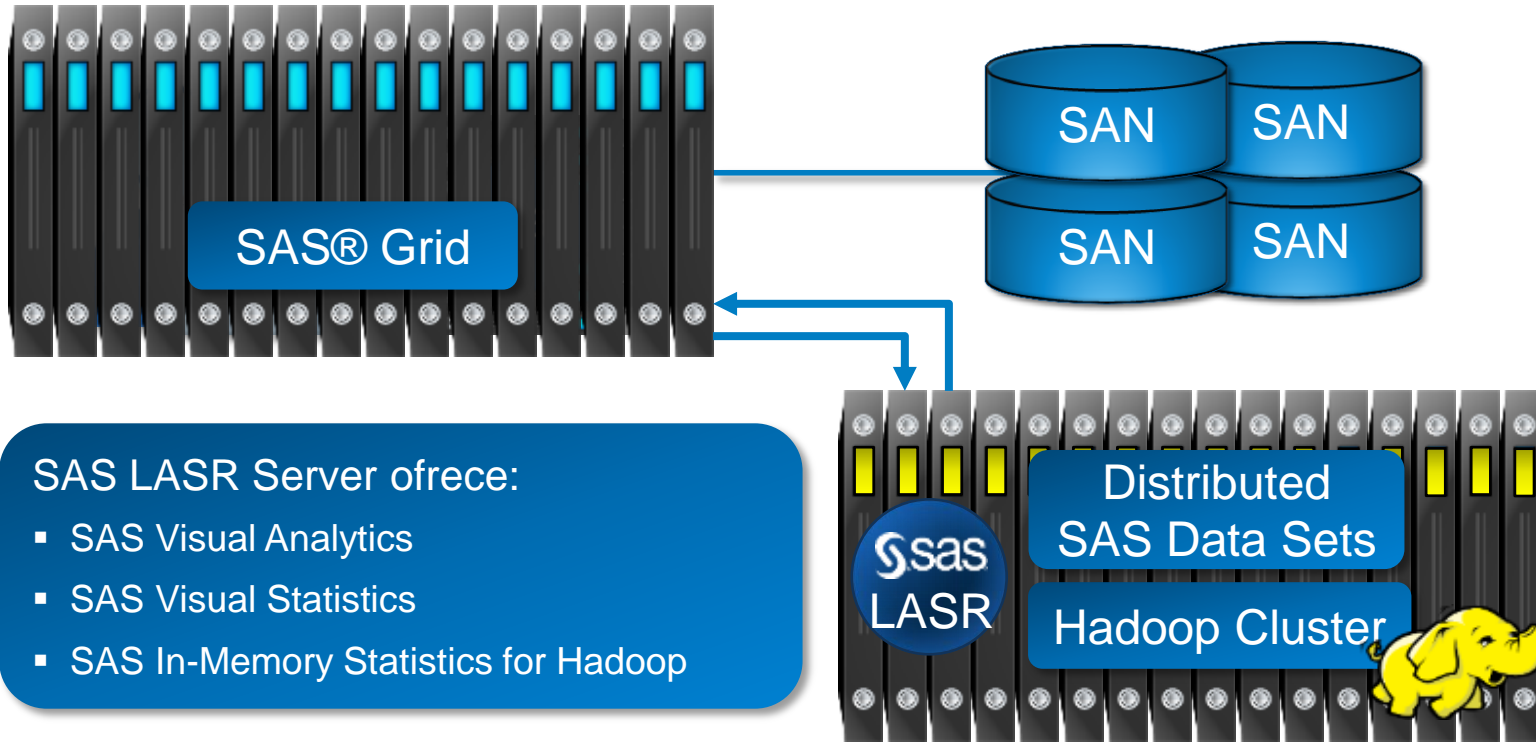 SAN
SAN
SAN
SAN
SAS® Grid
SAS LASR Server ofrece:
▪ SAS Visual Analytics
▪ SAS Visual Statistics
▪ SAS In-Memory Statistics for Hadoop
Distributed
SAS Data Sets
sas
LASR
Hadoop Cluster